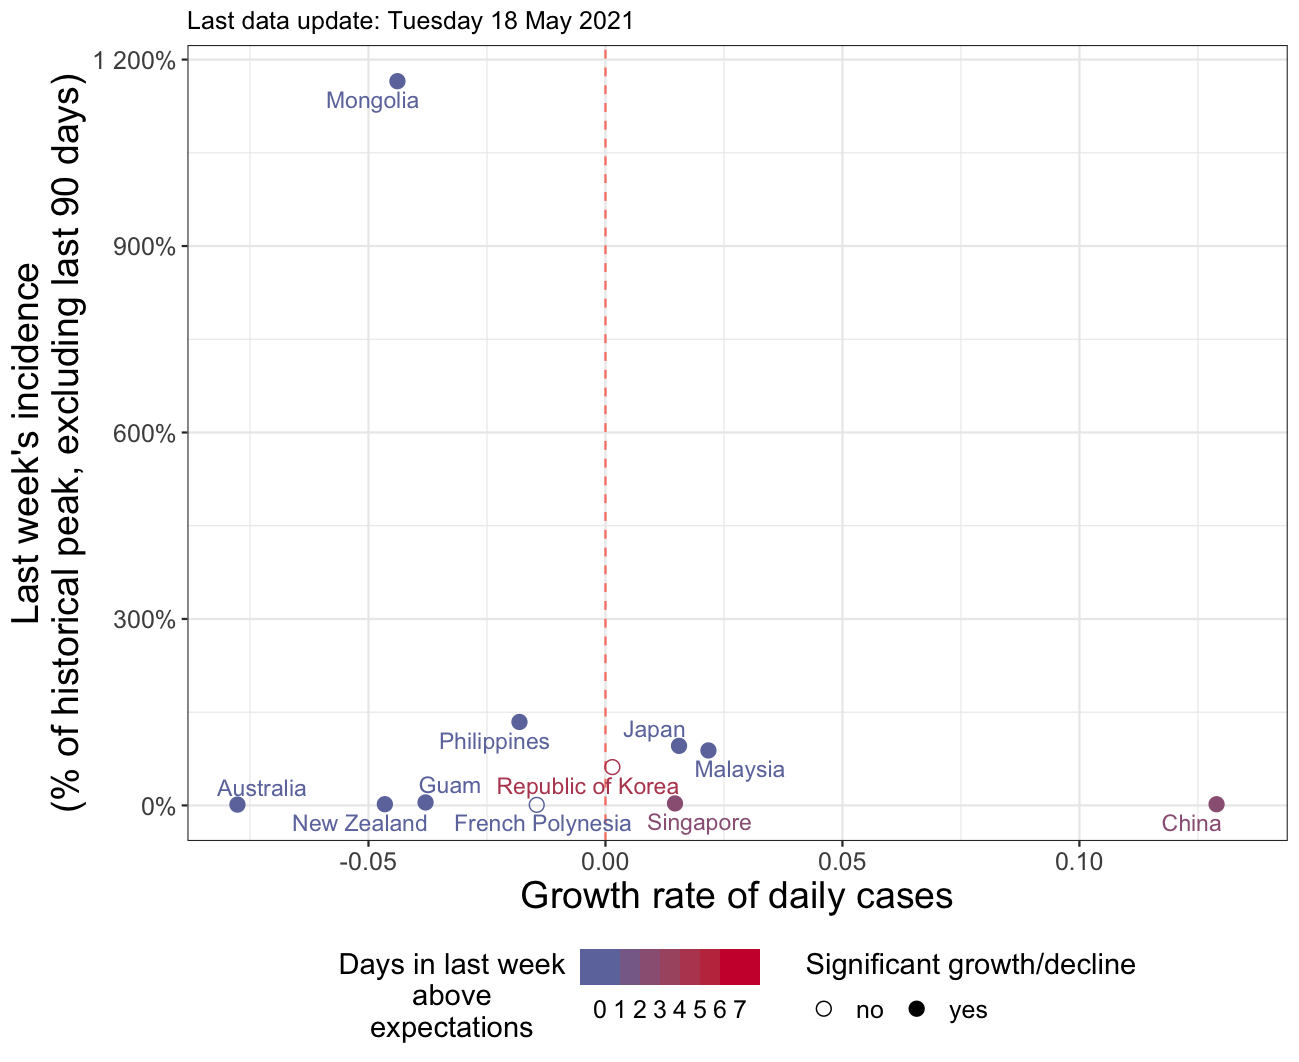 Last data update: Tuesday 18 May 2021
Last week's incidence
(% of historical peak, excluding last 90 days)
1 200%
900%
600%
300%
0%
Mongolia
Philippines
Japan
Malaysia
Australia
Guam
Republic of Korea
New Zealand
French Polynesia
Singapore
China
-0.05
0.00
0.05
0.10
Growth rate of daily cases
Days in last week
above
expectations
0 1 2 3 4 5 6 7
Significant growth/decline
no
yes